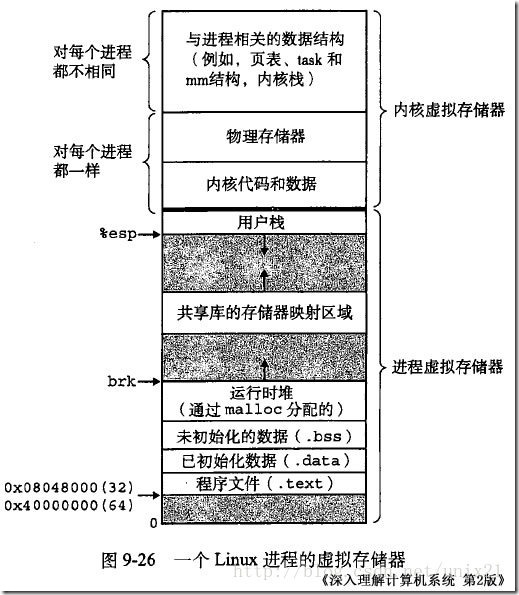 对每个进程
都不相同
与进程相关的数据结构
（例如，页表、task 和
mm结构，内核栈）
内核虚拟存储器
对每个进程
都一样
物理存储器
内核代码和数据
用户栈
%esp
共享库的存储器映射区域
进程虚拟存储器
brk
运行时堆
（通过 malloc 分配的）
未初始化的数据（.bss）
已初始化数据（.data）
程序文件（.text）
0x08048000(32)
0x40000000(64)
0
图 9-26 一个 Linux 进程的虚拟存储器
http://blog.csdn.net/unix21
《深入理解计算机系统 第2版》